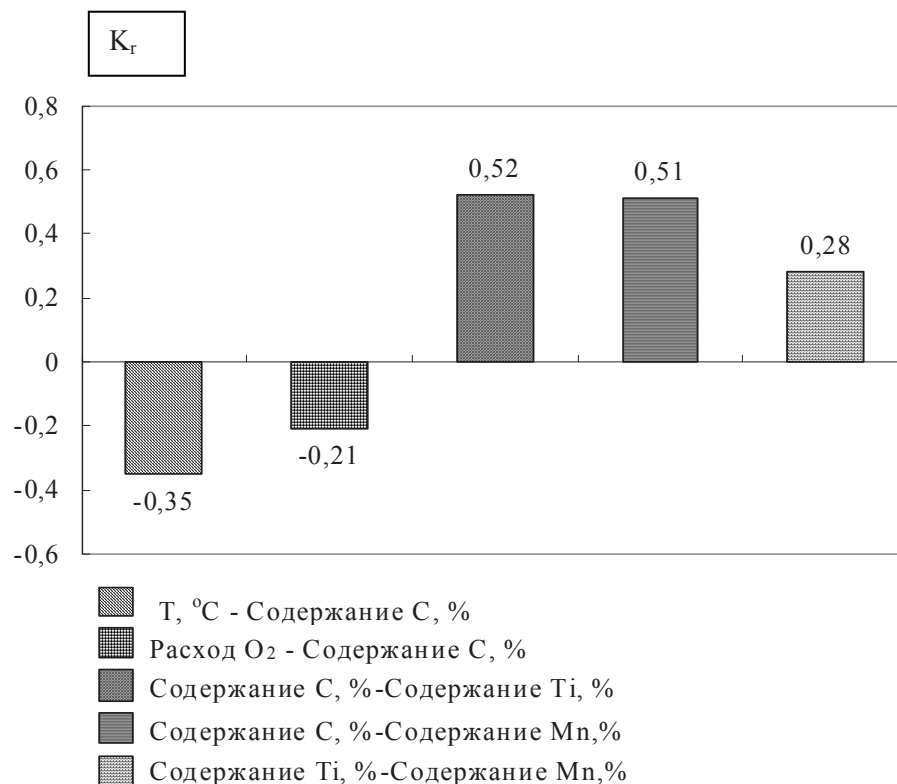 Kr
0,8
0,6
0,4
0,2
0
-0,2
-0,4
-0,6
-0,35
-0,21
0,52
0,51
0,28
T, °C - Содержание C, %
Расход O2 - Содержание C, %
Содержание C, %-Содержание Ti, %
Содержание C, %-Содержание Mn,%
Содержание Ti, %-Содержание Mn,%